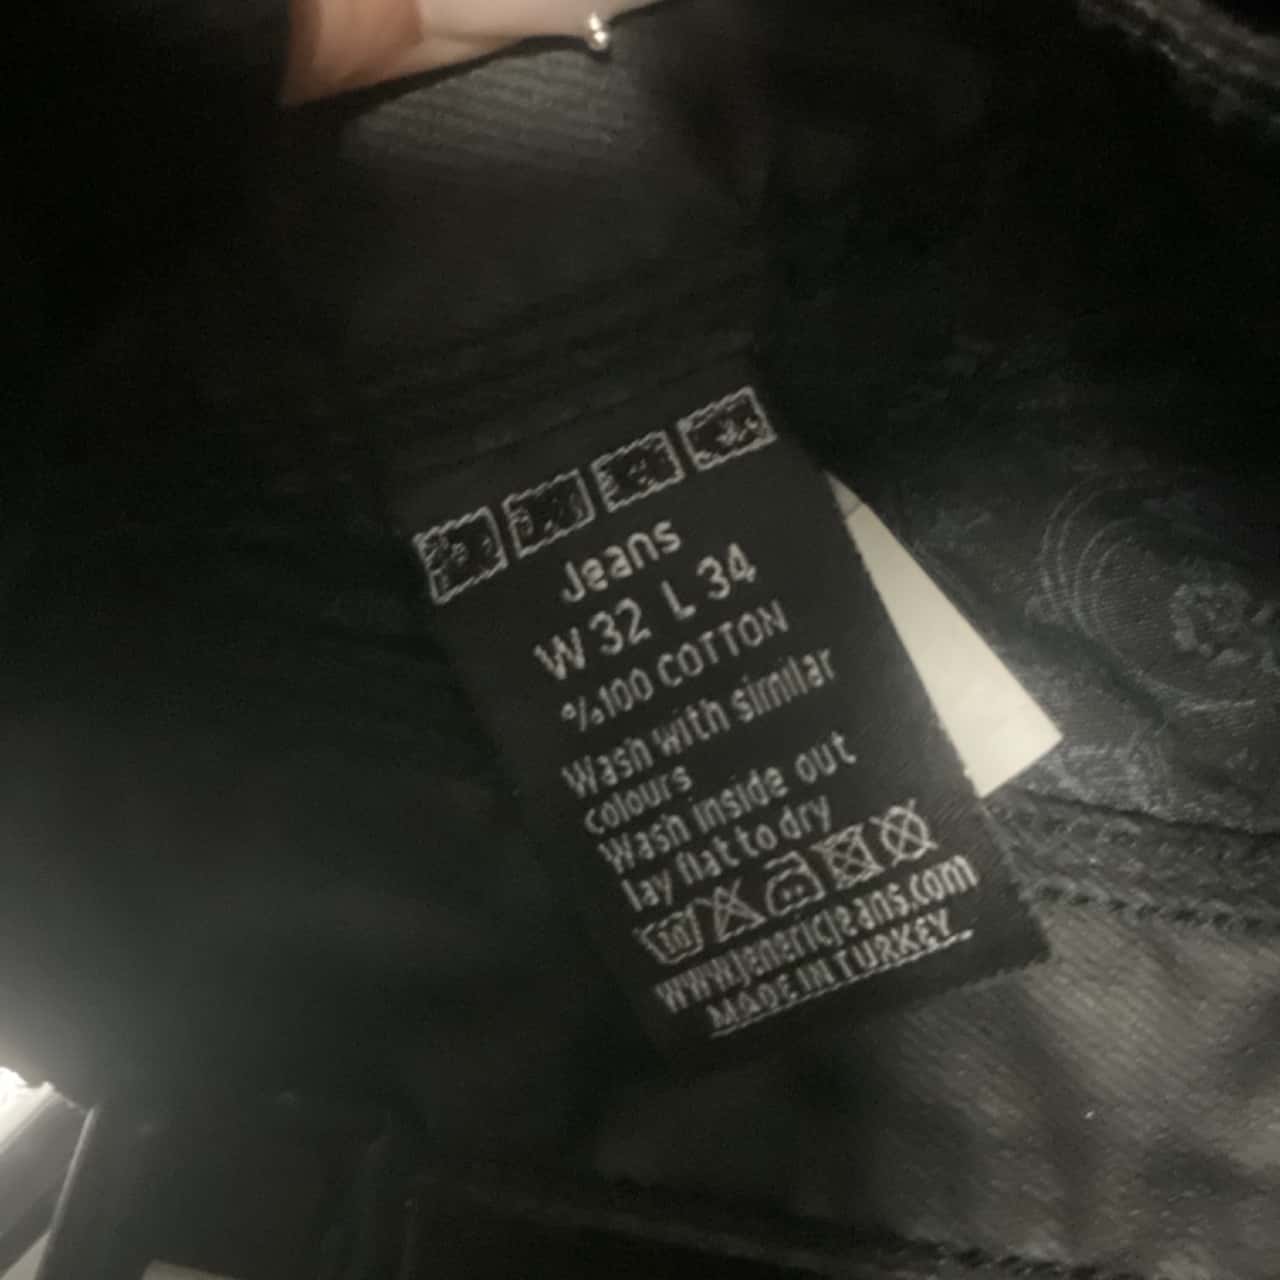 Jeans
W 32 L 34
%100 COTTON
Wash with similar
colours
Wash inside out
lay flat to dry
www.jenericjeans.com
MADE IN TURKEY